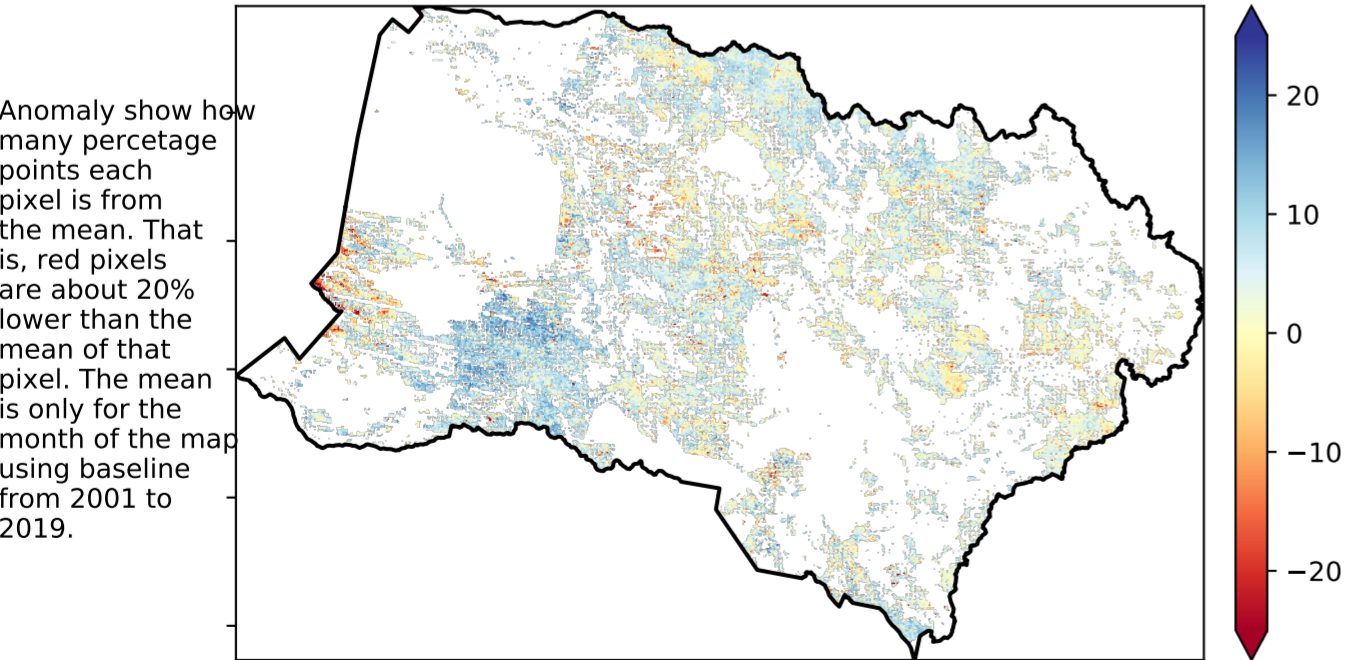 Anomaly show how
many percetage
points each
pixel is from
the mean. That
is, red pixels
are about 20%
lower than the
mean of that
pixel. The mean
is only for the
month of the map
using baseline
from 2001 to
2019.
20
10
0
−10
−20